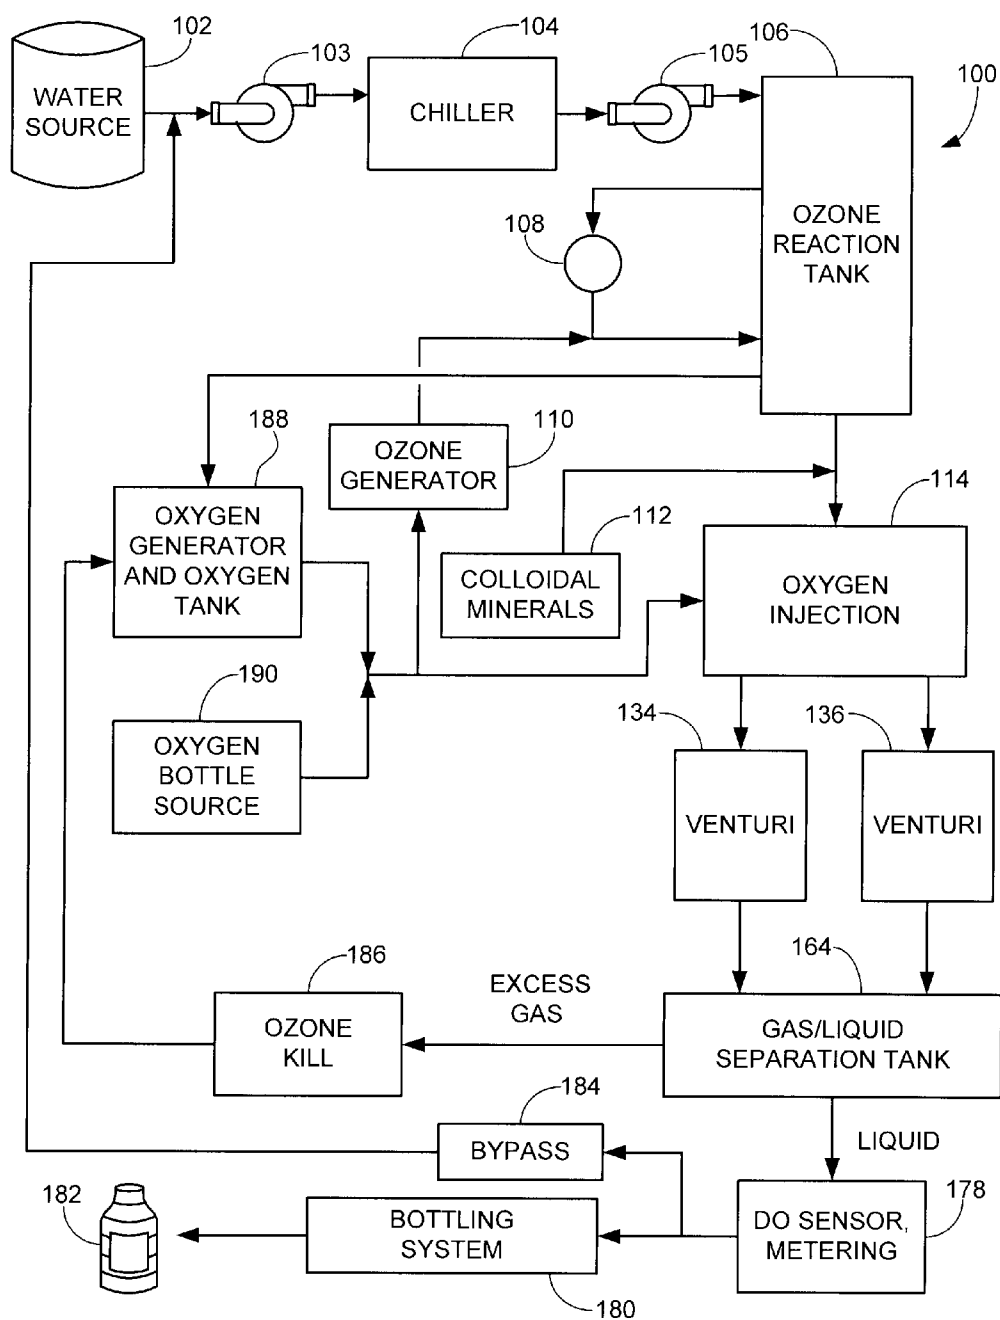 102
103
104
105
106
100
WATER
SOURCE
CHILLER
OZONE
REACTION
TANK
108
188
110
OZONE
GENERATOR
114
OXYGEN
GENERATOR
AND OXYGEN
TANK
112
COLLOIDAL
MINERALS
OXYGEN
INJECTION
190
134
136
OXYGEN
BOTTLE
SOURCE
VENTURI
VENTURI
186
164
EXCESS
GAS
OZONE
KILL
GAS/LIQUID
SEPARATION TANK
184
BYPASS
LIQUID
182
178
BOTTLING
SYSTEM
DO SENSOR,
METERING
180